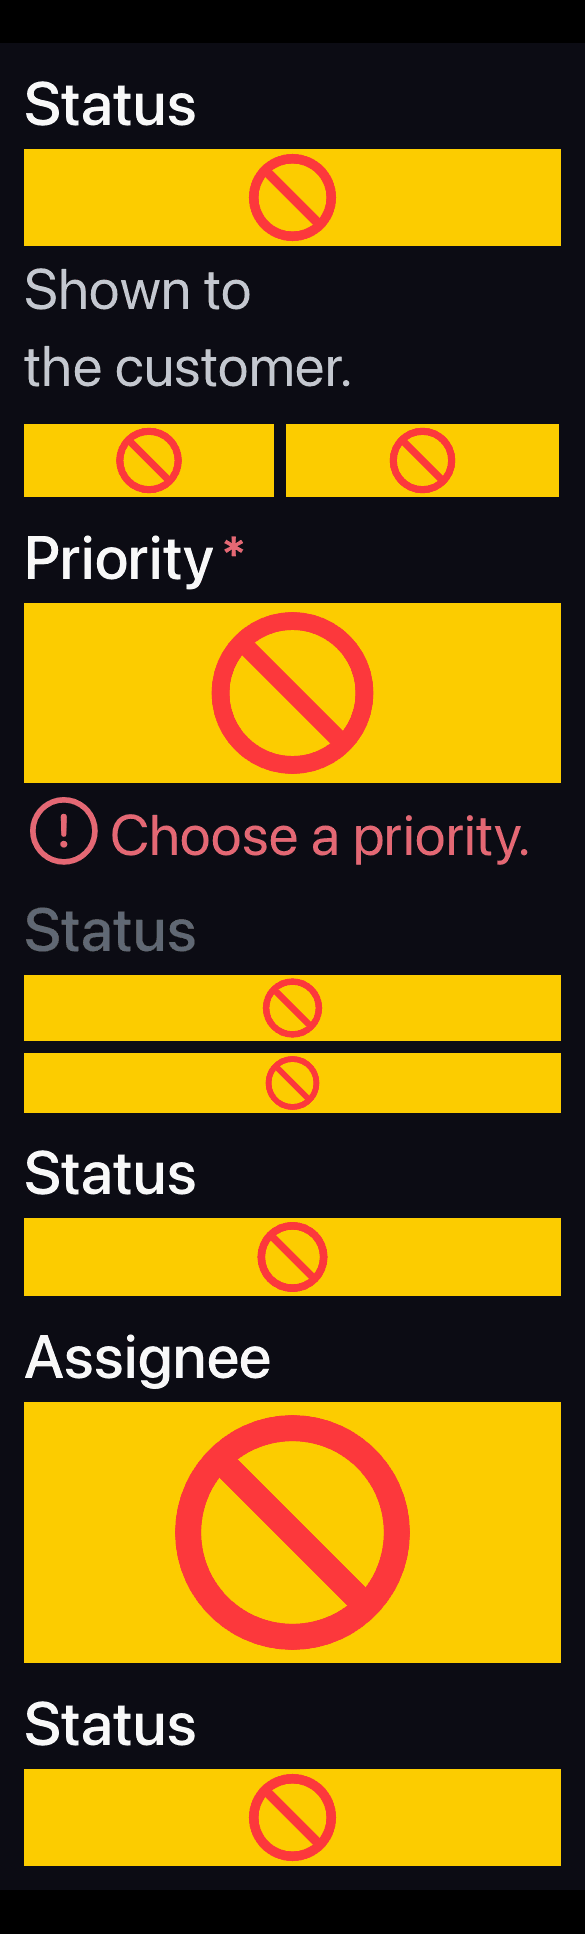 Status
Shown to
the customer.
Priority *
Choose a priority.
Status
Status
Assignee
Status